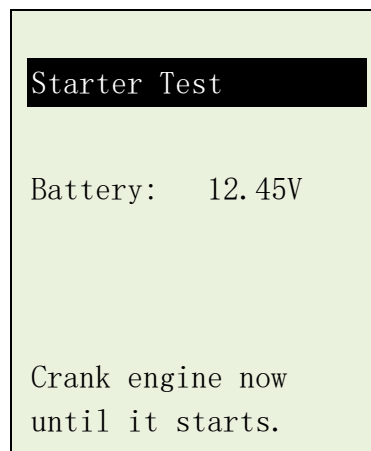 Starter Test
Battery: 12.45V
Crank engine now
until it starts.